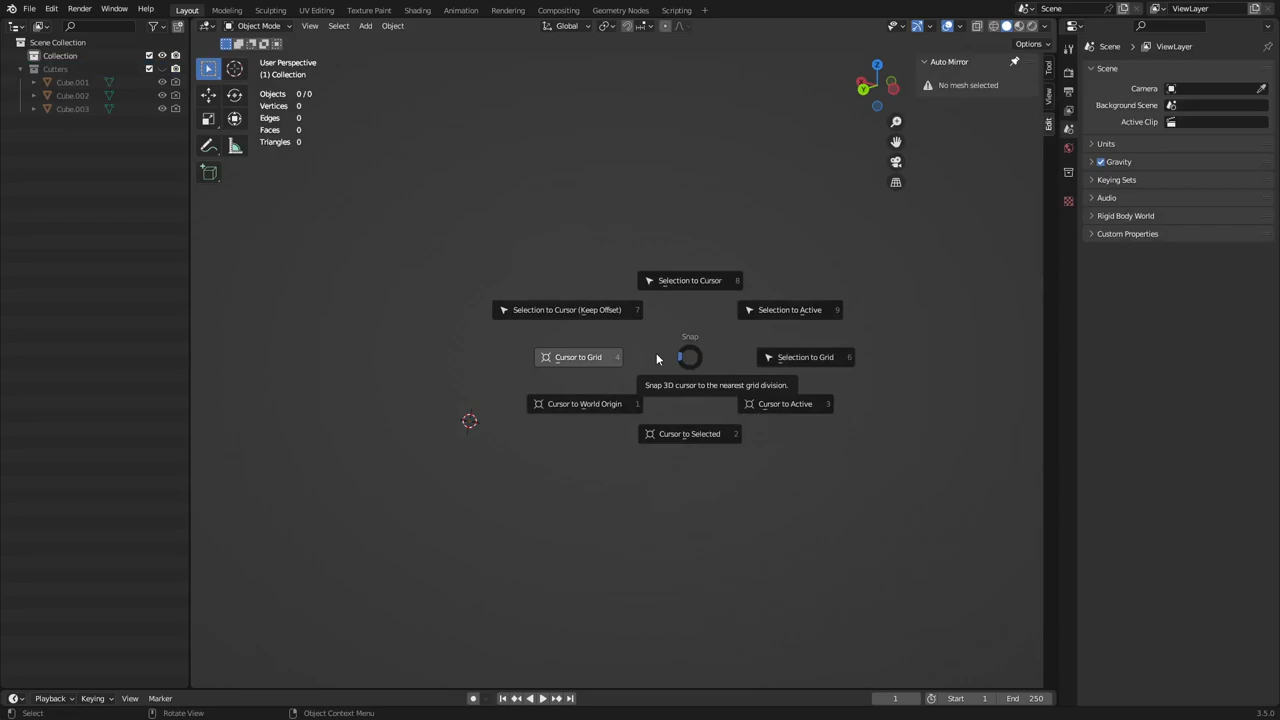 File Edit Render Window Help
Layout Modeling Sculpting UV Editing Texture Paint Shading Animation Rendering Compositing Geometry Nodes Scripting +
Scene
ViewLayer
Object Mode View Select Add Object
Global
Options
Scene Collection
Collection
Cutters
Cube.001
Cube.002
Cube.003
User Perspective
(1) Collection
Objects 0 / 0
Vertices 0
Edges 0
Faces 0
Triangles 0
Z
Y
Auto Mirror
No mesh selected
Tool
View
Edit
Scene ViewLayer
Scene
Camera
Background Scene
Active Clip
Units
Gravity
Keying Sets
Audio
Rigid Body World
Custom Properties
Selection to Cursor 8
Selection to Cursor (Keep Offset) 7
Selection to Active 9
Snap
Cursor to Grid 4
Selection to Grid 6
Snap 3D cursor to the nearest grid division.
Cursor to World Origin 1
Cursor to Active 3
Cursor to Selected 2
Playback Keying View Marker
1
Start 1
End 250
Select
Rotate View
Object Context Menu
3.5.0